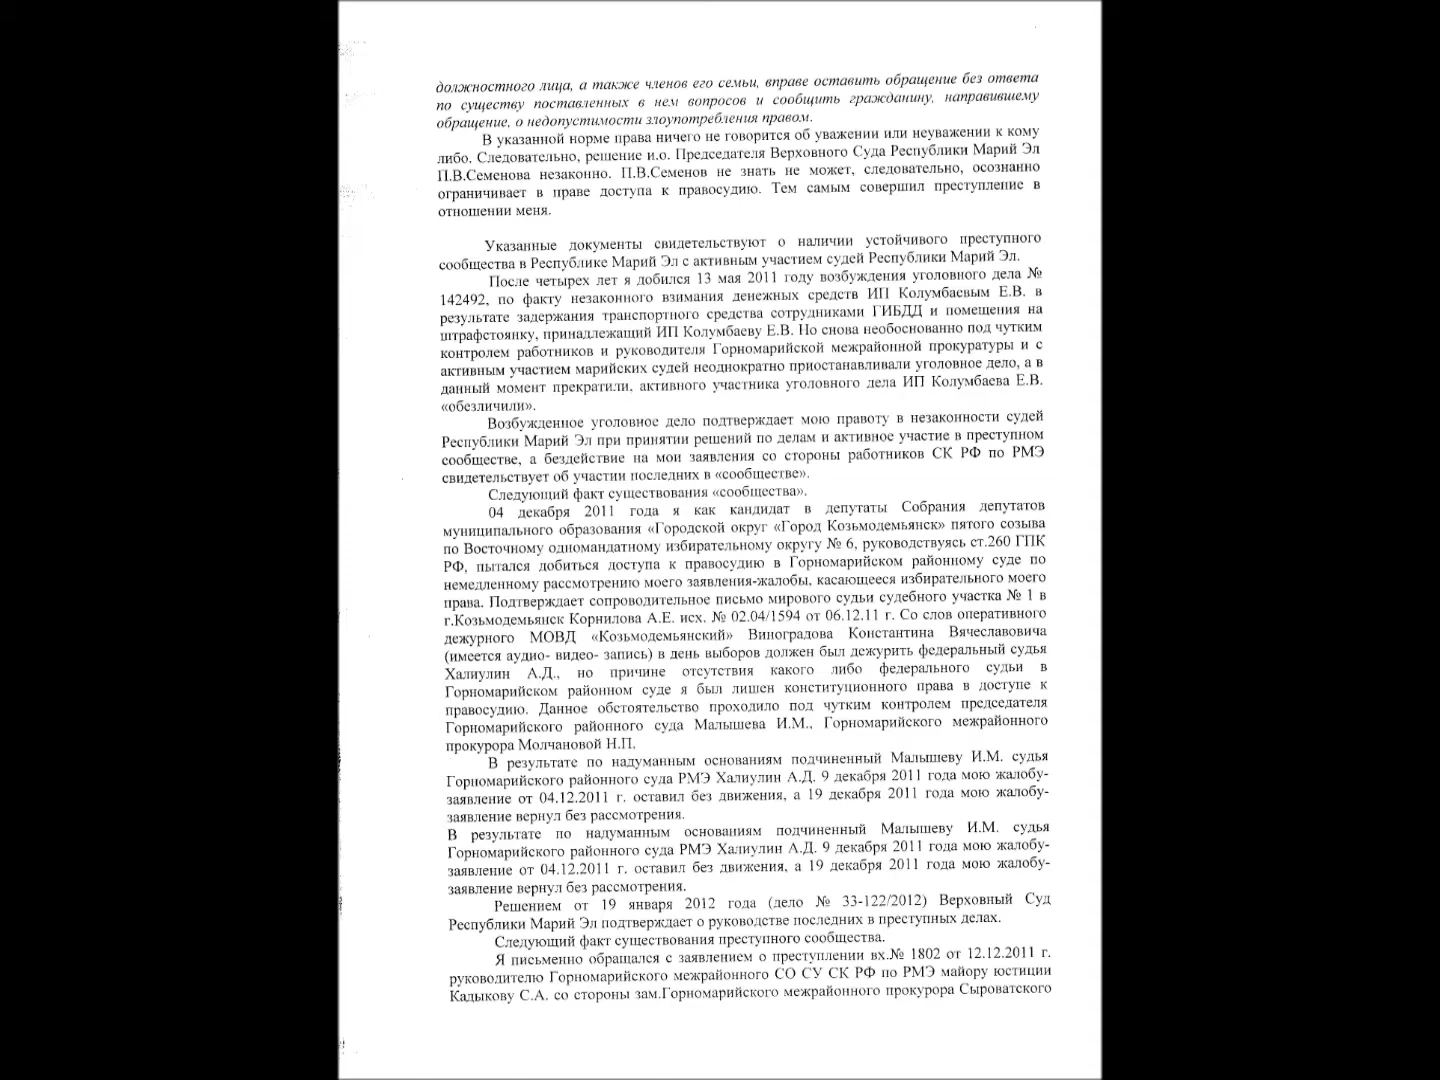 должностного лица, а также членов его семьи, вправе оставить обращение без ответа
по существу поставленных в нем вопросов и сообщить гражданину, направившему
обращение, о недопустимости злоупотребления правом.
В указанной норме права ничего не говорится об уважении или неуважении к кому
либо. Следовательно, решение и.о. Председателя Верховного Суда Республики Марий Эл
П.В.Семенова незаконно. П.В.Семенов не знать не может, следовательно, осознанно
ограничивает в праве доступа к правосудию. Тем самым совершил преступление в
отношении меня.
Указанные документы свидетельствуют о наличии устойчивого преступного
сообщества в Республике Марий Эл с активным участием судей Республики Марий Эл.
После четырех лет я добился 13 мая 2011 году возбуждения уголовного дела №
142492, по факту незаконного взимания денежных средств ИП Колумбаевым Е.В. в
результате задержания транспортного средства сотрудниками ГИБДД и помещения на
штрафстоянку, принадлежащий ИП Колумбаеву Е.В. Но снова необоснованно под чутким
контролем работников и руководителя Горномарийской межрайонной прокуратуры и с
активным участием марийских судей неоднократно приостанавливали уголовное дело, а в
данный момент прекратили, активного участника уголовного дела ИП Колумбаева Е.В.
«обезличили».
Возбужденное уголовное дело подтверждает мою правоту в незаконности судей
Республики Марий Эл при принятии решений по делам и активное участие в преступном
сообществе, а бездействие на мои заявления со стороны работников СК РФ по РМЭ
свидетельствует об участии последних в «сообществе».
Следующий факт существования «сообщества».
04 декабря 2011 года я как кандидат в депутаты Собрания депутатов
муниципального образования «Городской округ «Город Козьмодемьянск» пятого созыва
по Восточному одномандатному избирательному округу № 6, руководствуясь ст.260 ГПК
РФ, пытался добиться доступа к правосудию в Горномарийском районному суде по
немедленному рассмотрению моего заявления-жалобы, касающееся избирательного моего
права. Подтверждает сопроводительное письмо мирового судьи судебного участка № 1 в
г.Козьмодемьянск Корнилова А.Е. исх. № 02.04/1594 от 06.12.11 г. Со слов оперативного
дежурного МОВД «Козьмодемьянский» Виноградова Константина Вячеславовича
(имеется аудио- видео- запись) в день выборов должен был дежурить федеральный судья
Халиулин А.Д., но причине отсутствия какого либо федерального судьи в
Горномарийском районном суде я был лишен конституционного права в доступе к
правосудию. Данное обстоятельство проходило под чутким контролем председателя
Горномарийского районного суда Малышева И.М., Горномарийского межрайонного
прокурора Молчановой Н.П.
В результате по надуманным основаниям подчиненный Малышеву И.М. судья
Горномарийского районного суда РМЭ Халиулин А.Д. 9 декабря 2011 года мою жалобу-
заявление от 04.12.2011 г. оставил без движения, а 19 декабря 2011 года мою жалобу-
заявление вернул без рассмотрения.
В результате по надуманным основаниям подчиненный Малышеву И.М. судья
Горномарийского районного суда РМЭ Халиулин А.Д. 9 декабря 2011 года мою жалобу-
заявление от 04.12.2011 г. оставил без движения, а 19 декабря 2011 года мою жалобу-
заявление вернул без рассмотрения.
Решением от 19 января 2012 года (дело № 33-122/2012) Верховный Суд
Республики Марий Эл подтверждает о руководстве последних в преступных делах.
Следующий факт существования преступного сообщества.
Я письменно обращался с заявлением о преступлении вх.№ 1802 от 12.12.2011 г.
руководителю Горномарийского межрайонного СО СУ СК РФ по РМЭ майору юстиции
Кадыкову С.А. со стороны зам.Горномарийского межрайонного прокурора Сыроватского